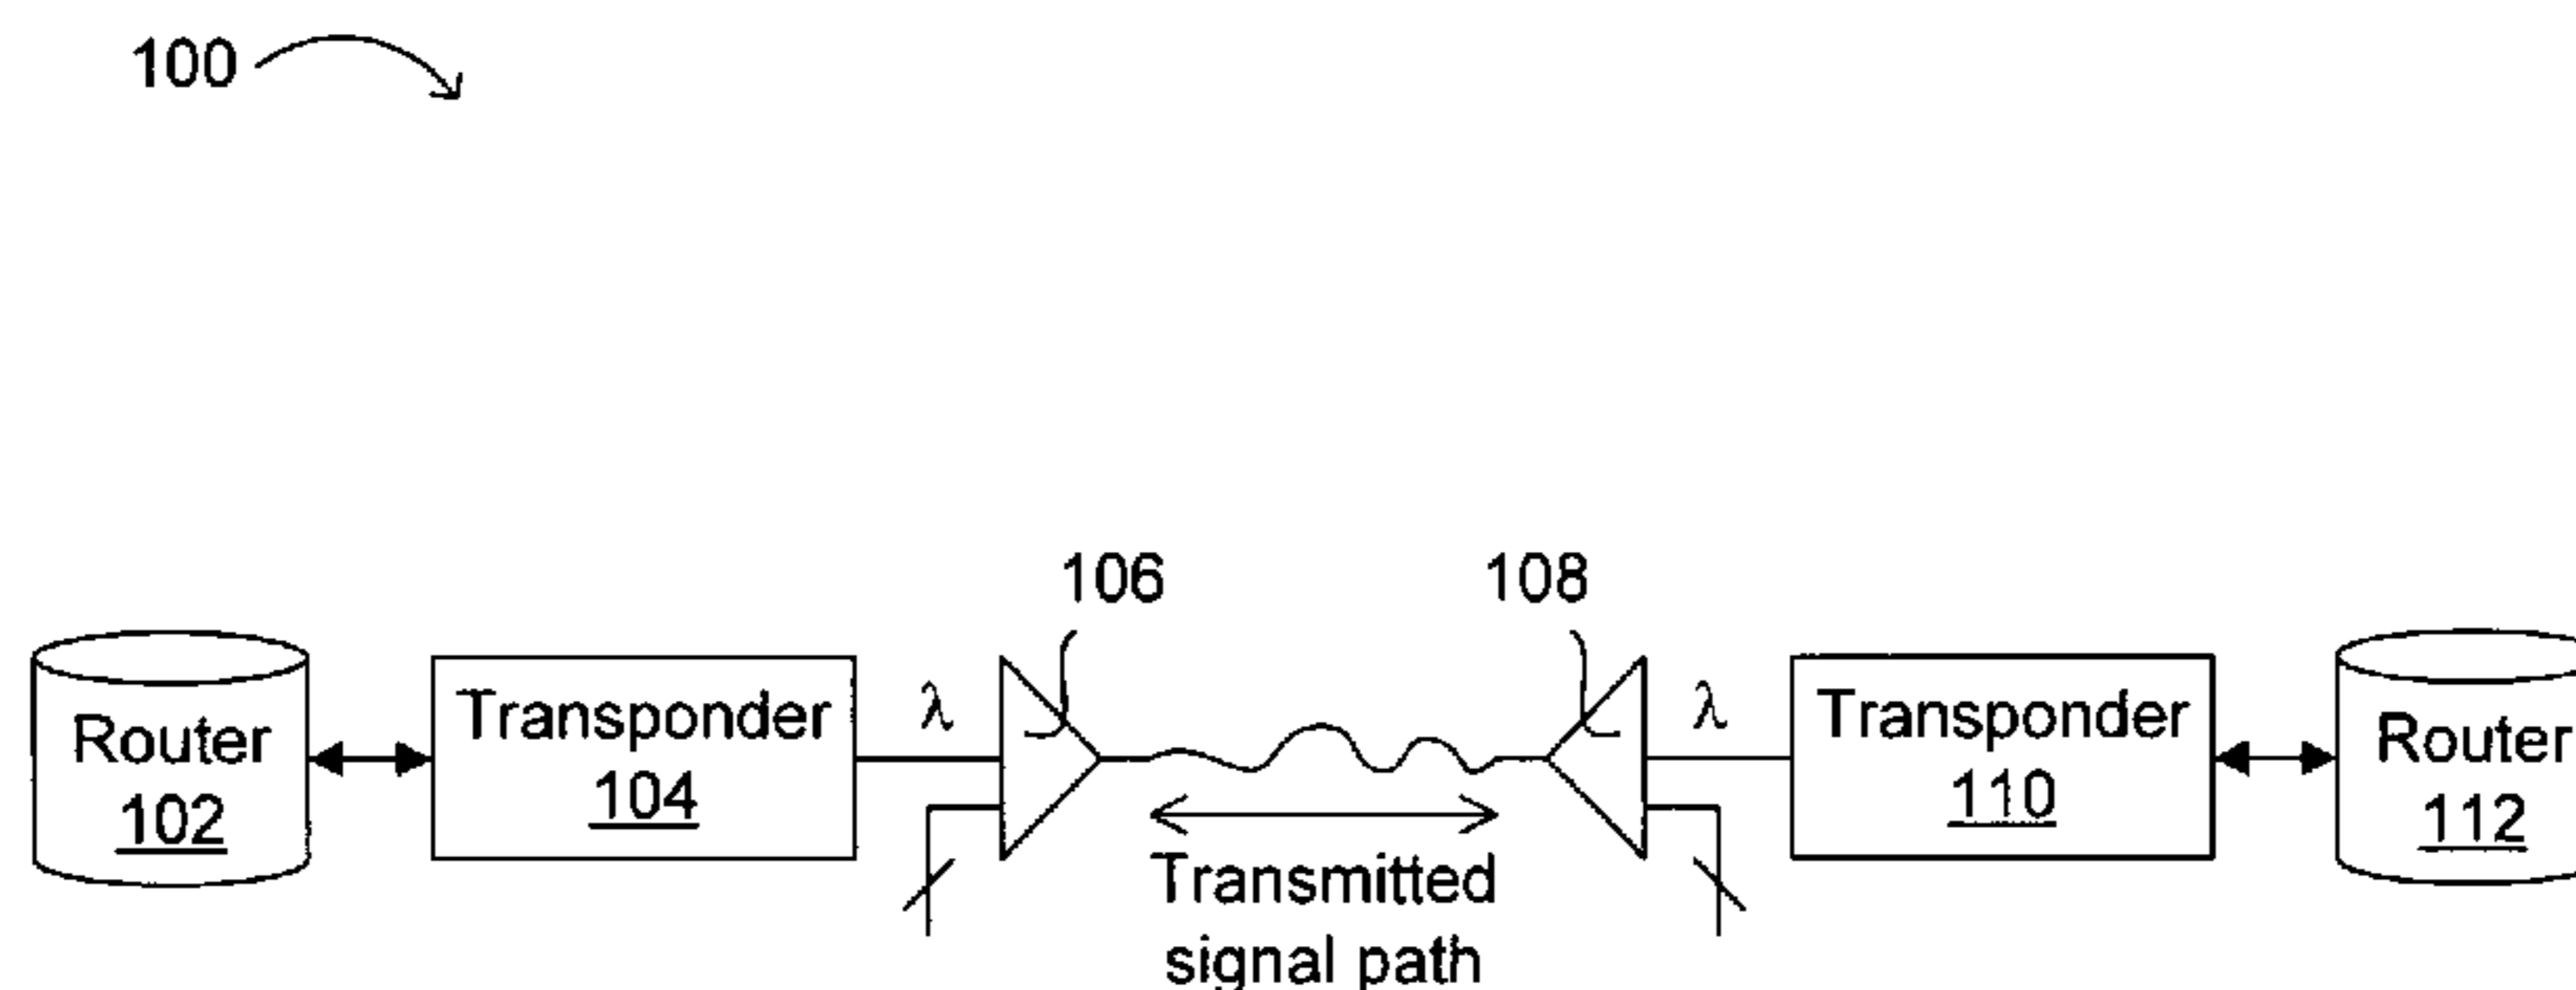 100
106
108
Router
102
Transponder
104
λ
λ
Transponder
110
Router
112
Transmitted
signal path